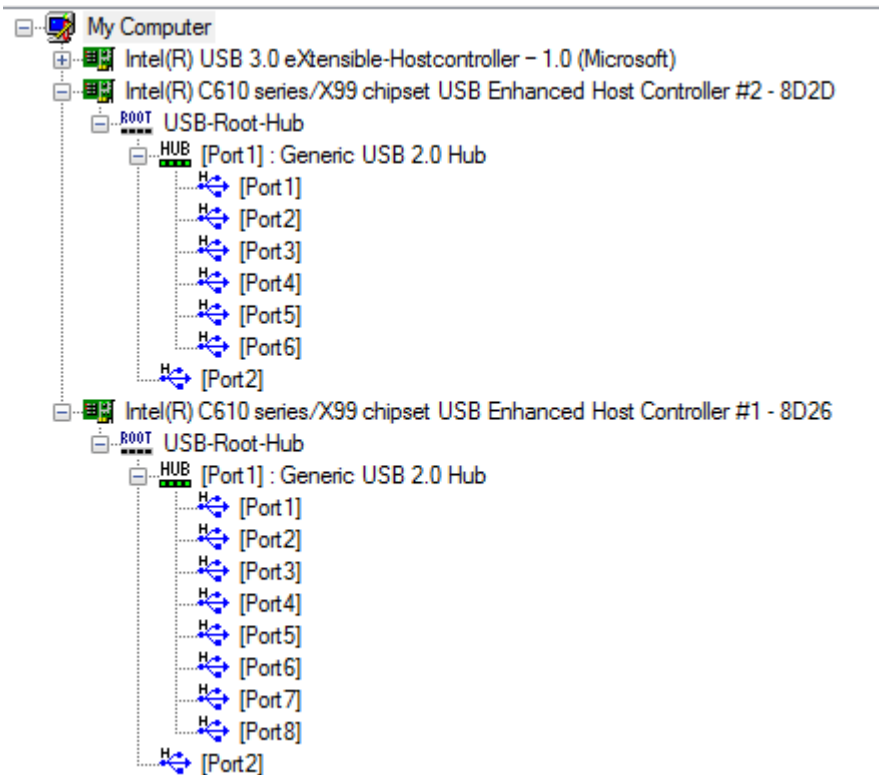 My Computer
Intel(R) USB 3.0 eXtensible-Hostcontroller – 1.0 (Microsoft)
Intel(R) C610 series/X99 chipset USB Enhanced Host Controller #2 - 8D2D
ROOT USB-Root-Hub
HUB [Port1] : Generic USB 2.0 Hub
H [Port1]
H [Port2]
H [Port3]
H [Port4]
H [Port5]
H [Port6]
H [Port2]
Intel(R) C610 series/X99 chipset USB Enhanced Host Controller #1 - 8D26
ROOT USB-Root-Hub
HUB [Port1] : Generic USB 2.0 Hub
H [Port1]
H [Port2]
H [Port3]
H [Port4]
H [Port5]
H [Port6]
H [Port7]
H [Port8]
H [Port2]